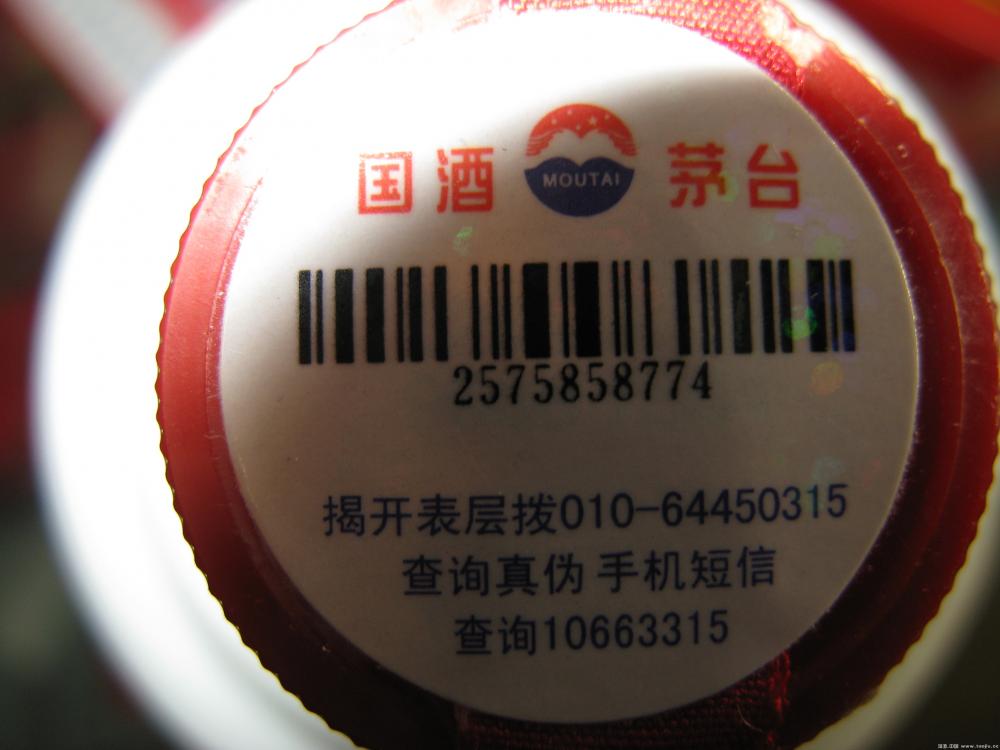 国酒 MOUTAI 茅台
2575858774
揭开表层拨010-64450315
查询真伪 手机短信
查询10663315